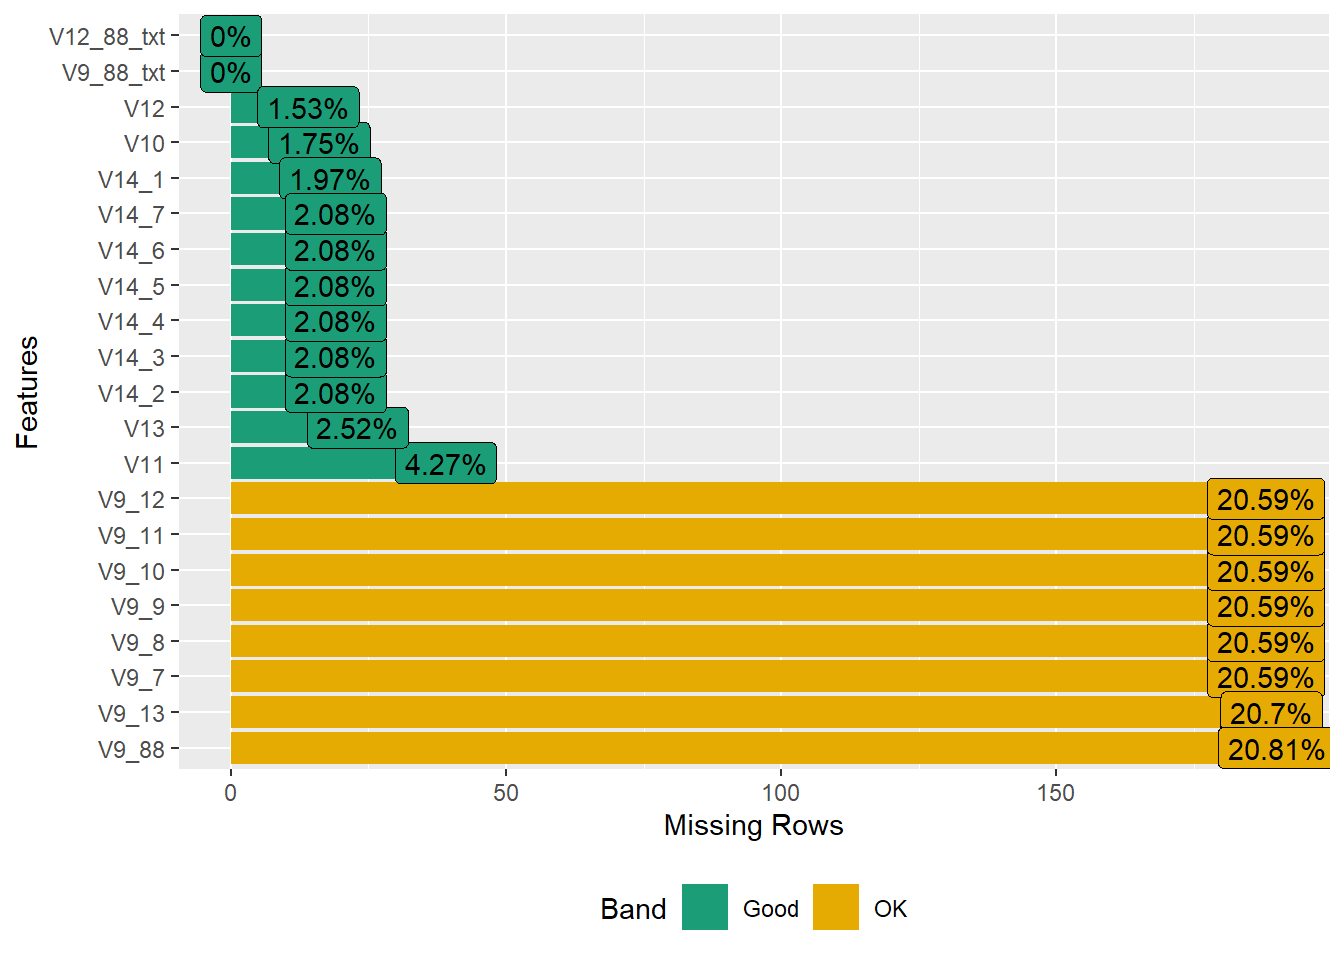 V12_88_txt 0%
V9_88_txt 0%
V12 1.53%
V10 1.75%
V14_1 1.97%
V14_7 2.08%
V14_6 2.08%
V14_5 2.08%
V14_4 2.08%
V14_3 2.08%
V14_2 2.08%
V13 2.52%
V11 4.27%
V9_12 20.59%
V9_11 20.59%
V9_10 20.59%
V9_9 20.59%
V9_8 20.59%
V9_7 20.59%
V9_13 20.7%
V9_88 20.81%
Features
0 50 100 150
Missing Rows
Band Good OK